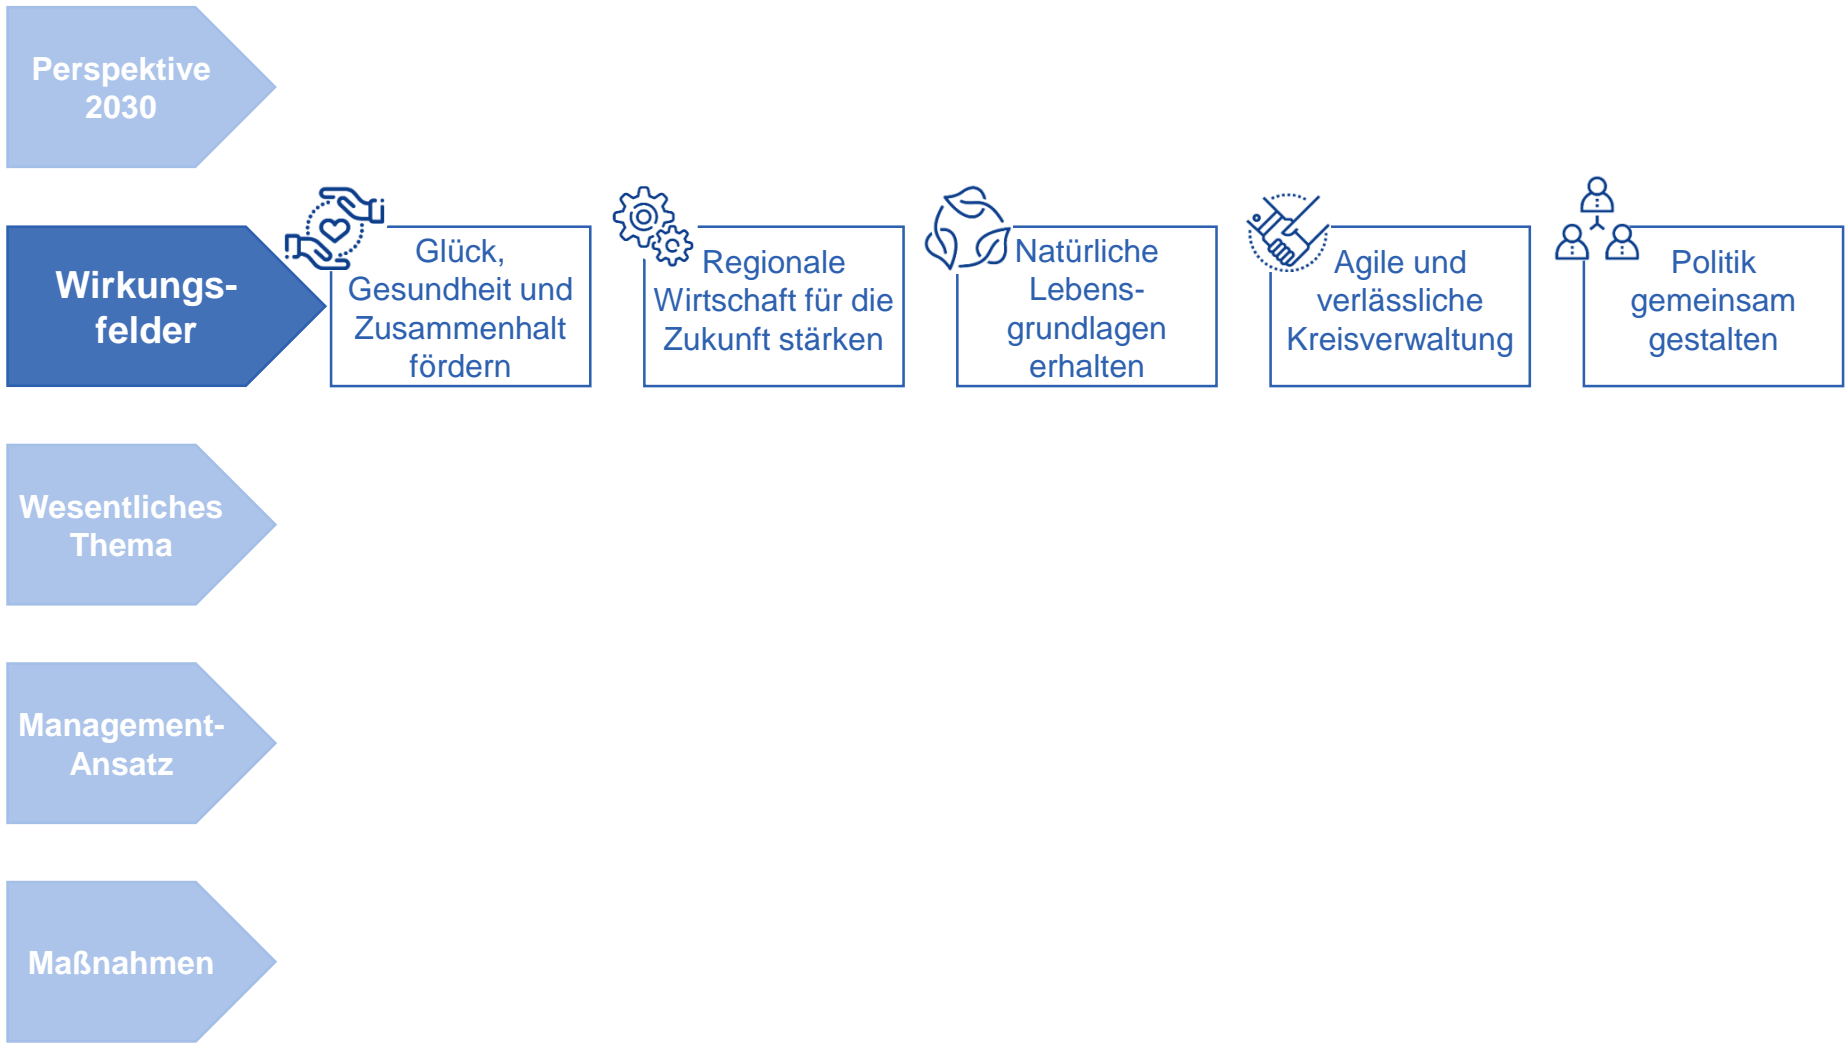 Perspektive
2030
Wirkungs-
felder
Glück,
Gesundheit und
Zusammenhalt
fördern
Regionale
Wirtschaft für die
Zukunft stärken
Natürliche
Lebens-
grundlagen
erhalten
Agile und
verlässliche
Kreisverwaltung
Politik
gemeinsam
gestalten
Wesentliches
Thema
Management-
Ansatz
Maßnahmen